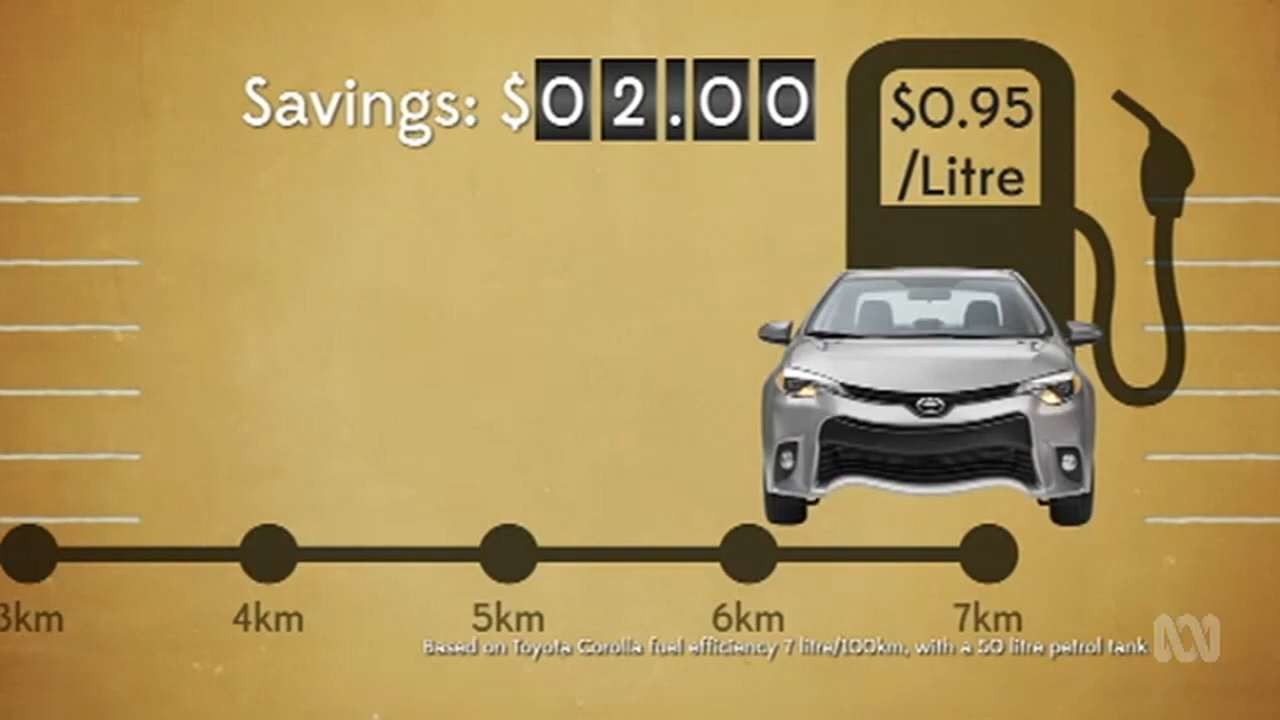 Savings: $02.00
$0.95
/Litre
3km 4km 5km 6km 7km
Based on Toyota Corolla fuel efficiency 7 litre/100km, with a 50 litre petrol tank